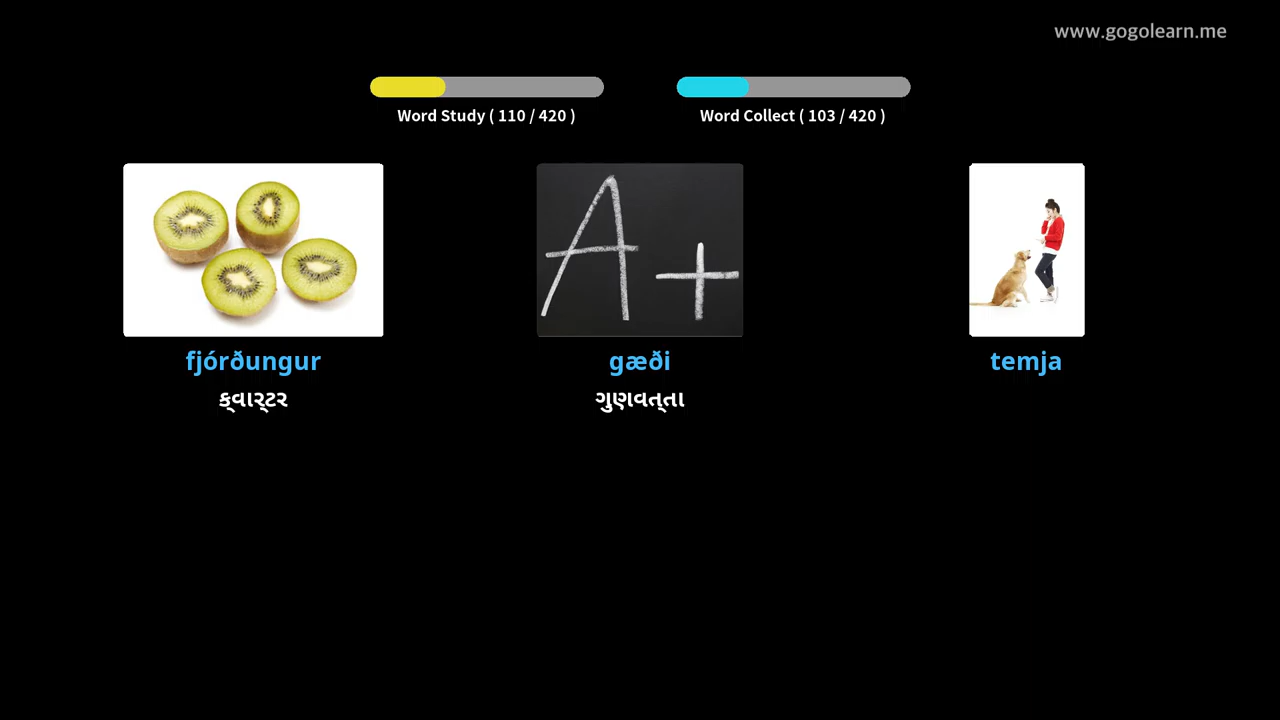 www.gogolearn.me
Word Study ( 110 / 420 )
Word Collect ( 103 / 420 )
A+
fjórðungur
gæði
temja
ક્વાર્ટર
ગુણવત્તા